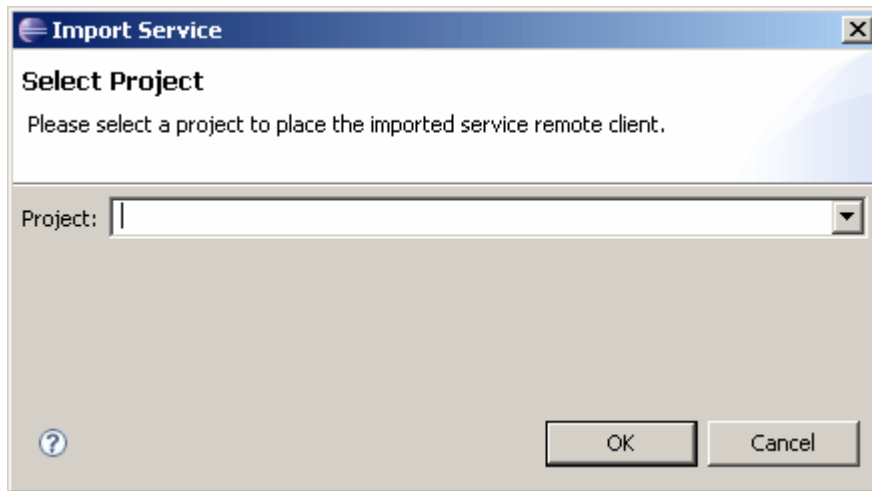 Import Service
Select Project
Please select a project to place the imported service remote client.
Project:
?
OK Cancel